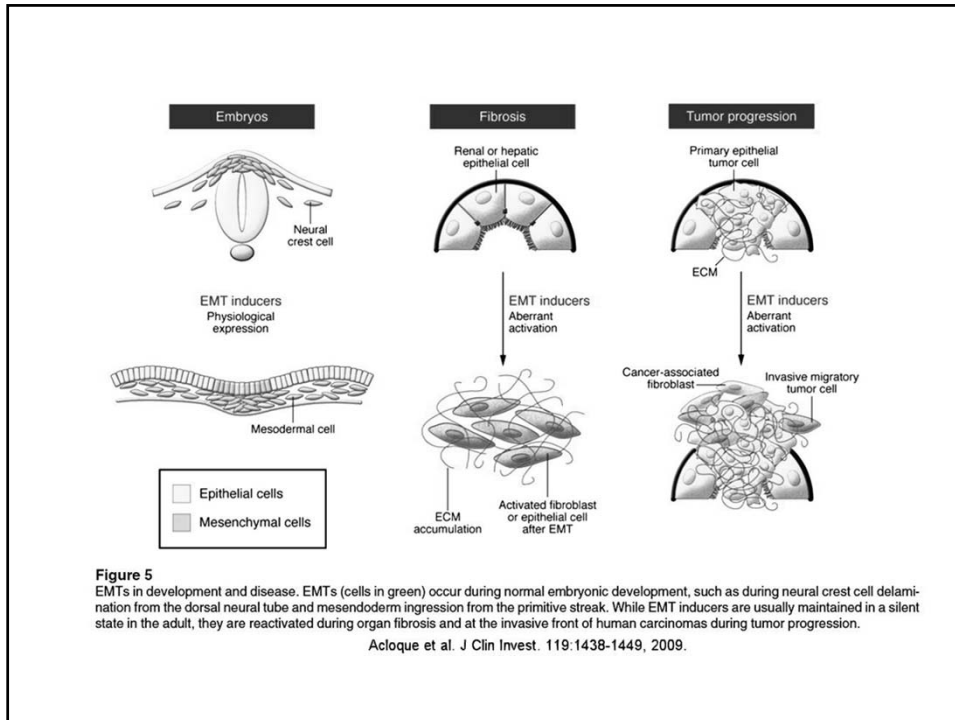 Embryos
Neural
crest cell
EMT inducers
Physiological
expression
Mesodermal cell
Epithelial cells
Mesenchymal cells
Fibrosis
Renal or hepatic
epithelial cell
EMT inducers
Aberrant
activation
ECM
accumulation
Activated fibroblast
or epithelial cell
after EMT
Tumor progression
Primary epithelial
tumor cell
ECM
EMT inducers
Aberrant
activation
Cancer-associated
fibroblast
Invasive migratory
tumor cell
Figure 5
EMTs in development and disease. EMTs (cells in green) occur during normal embryonic development, such as during neural crest cell delami-
nation from the dorsal neural tube and mesendoderm ingression from the primitive streak. While EMT inducers are usually maintained in a silent
state in the adult, they are reactivated during organ fibrosis and at the invasive front of human carcinomas during tumor progression.
Acloque et al. J Clin Invest. 119:1438-1449, 2009.